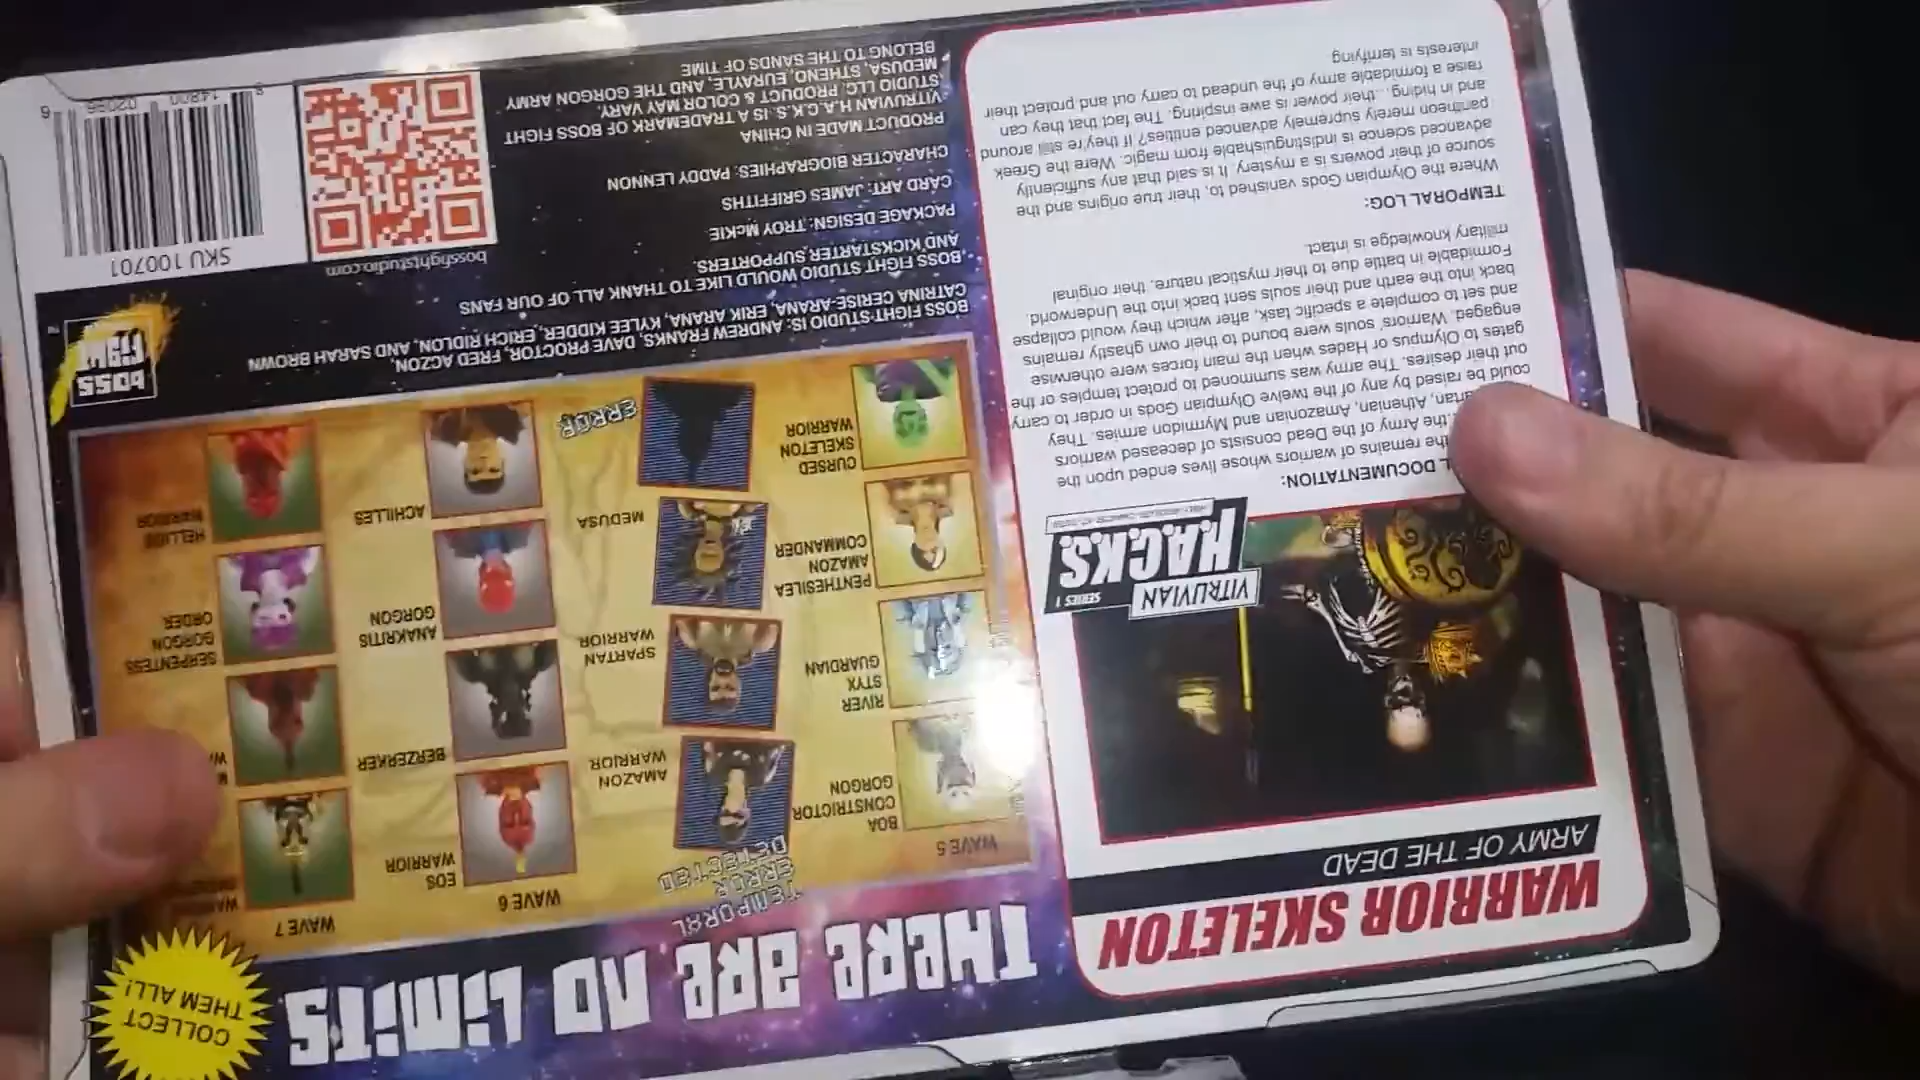 WARRIOR SKELETON
ARMY OF THE DEAD
VITRUVIAN
H.A.C.K.S.
SERIES 1
L DOCUMENTATION:
the remains of warriors whose lives ended upon the
the Army of the Dead consists of deceased warriors
artan, Athenian, Amazonian and Myrmidon armies. They
could be raised by any of the twelve Olympian Gods in order to carry
out their desires. The army was summoned to protect temples or the
gates to Olympus or Hades when the main forces were otherwise
engaged. Warriors' souls were bound to their own ghastly remains
and set to complete a specific task, after which they would collapse
back into the earth and their souls sent back into the Underworld.
Formidable in battle due to their mystical nature, their original
military knowledge is intact.
TEMPORAL LOG:
Where the Olympian Gods vanished to, their true origins and the
source of their powers is a mystery. It is said that any sufficiently
advanced science is indistinguishable from magic. Were the Greek
pantheon merely supremely advanced entities? If they're still around
and in hiding...their power is awe inspiring. The fact that they can
raise a formidable army of the undead to carry out and protect their
interests is terrifying
THERE ARE NO LIMITS
COLLECT
THEM ALL!
WAVE 5
BOA
CONSTRICTOR
GORGON
RIVER
STYX
GUARDIAN
PENTHESILEA
AMAZON
COMMANDER
CURSED
SKELETON
WARRIOR
TEMPORAL
ERROR
DETECTED
AMAZON
WARRIOR
SPARTAN
WARRIOR
MEDUSA
ERROR
WAVE 6
EOS
WARRIOR
BERZERKER
ANAKRITIS
GORGON
ACHILLES
WAVE 7
SERPENTESS
GORGON
ORDER
HELLIOS
WARRIOR
BOSS FIGHT STUDIO IS: ANDREW FRANKS, DAVE PROCTOR, FRED ACZON,
CATRINA CERISE-ARANA, ERIK ARANA, KYLEE KIDDER, ERICH RIDLON, AND SARAH BROWN
BOSS FIGHT STUDIO WOULD LIKE TO THANK ALL OF OUR FANS
AND KICKSTARTER SUPPORTERS.
PACKAGE DESIGN: TROY McKIE
CARD ART: JAMES GRIFFITHS
CHARACTER BIOGRAPHIES: PADDY LENNON
PRODUCT MADE IN CHINA
VITRUVIAN H.A.C.K.S. IS A TRADEMARK OF BOSS FIGHT
STUDIO LLC, PRODUCT & COLOR MAY VARY.
MEDUSA, STHENO, EURAYLE, AND THE GORGON ARMY
BELONG TO THE SANDS OF TIME
BOSS
FIGHT
TM
bossfightstudio.com
SKU 100701